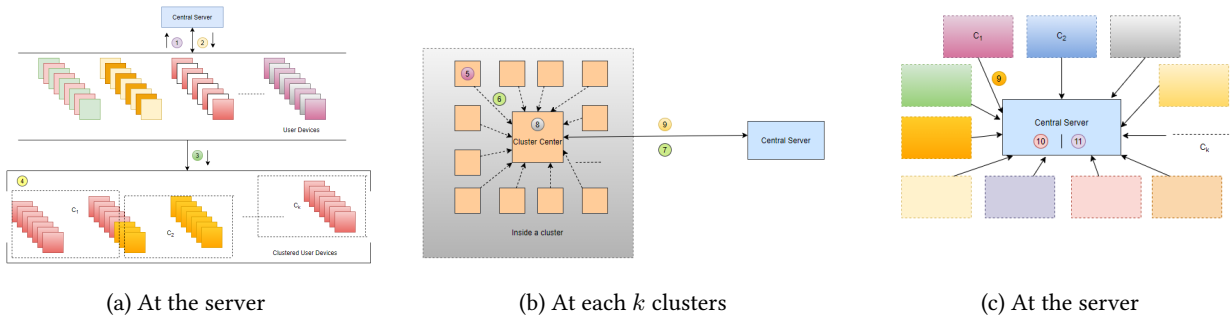 Central Server
1
2
User Devices
3
4
C1
C2
Ck
Clustered User Devices
(a) At the server
5
6
8
Cluster Center
9
7
Central Server
Inside a cluster
(b) At each k clusters
C1
C2
9
Central Server
10
11
Ck
(c) At the server